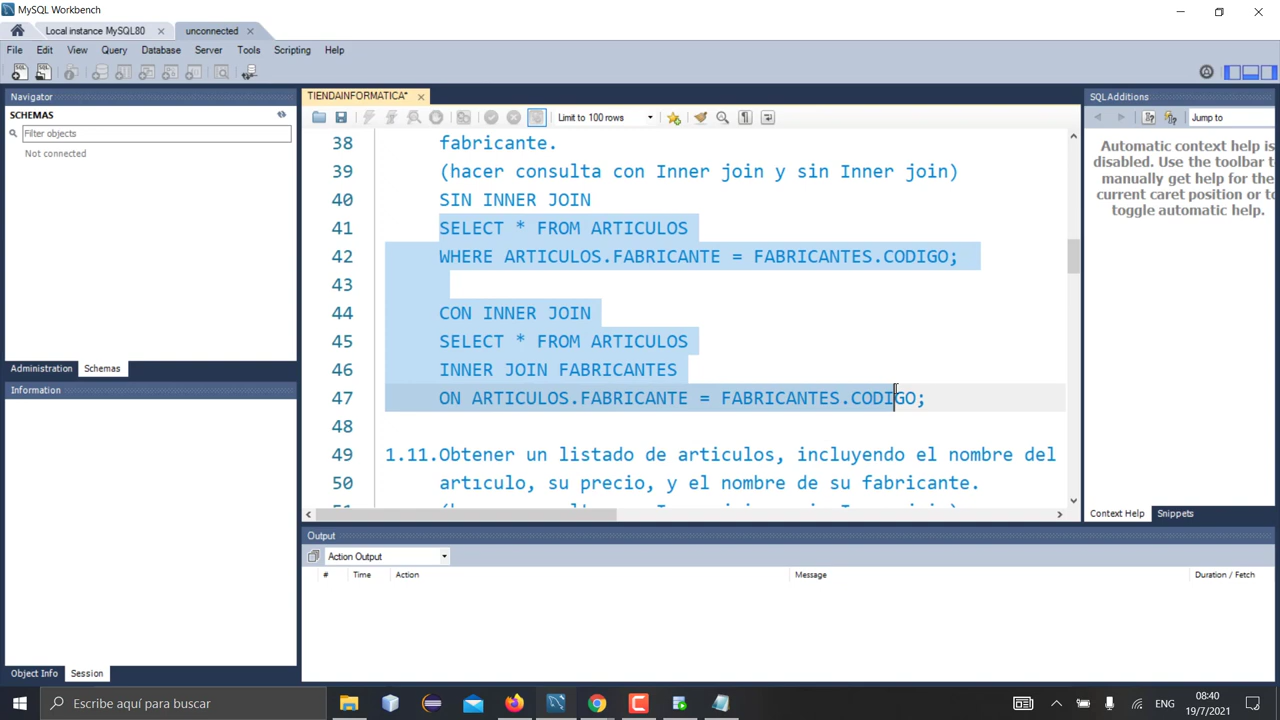 MySQL Workbench
Local instance MySQL80
unconnected
File Edit View Query Database Server Tools Scripting Help
Navigator
SCHEMAS
Filter objects
Not connected
Administration Schemas
Information
Object Info Session
TIENDAINFORMATICA*
Limit to 100 rows
38 fabricante.
39 (hacer consulta con Inner join y sin Inner join)
40 SIN INNER JOIN
41 SELECT * FROM ARTICULOS
42 WHERE ARTICULOS.FABRICANTE = FABRICANTES.CODIGO;
43
44 CON INNER JOIN
45 SELECT * FROM ARTICULOS
46 INNER JOIN FABRICANTES
47 ON ARTICULOS.FABRICANTE = FABRICANTES.CODIGO;
48
49 1.11.Obtener un listado de articulos, incluyendo el nombre del
50 artıculo, su precio, y el nombre de su fabricante.
SQLAdditions
Jump to
Automatic context help is
disabled. Use the toolbar t
manually get help for the
current caret position or to
toggle automatic help.
Context Help Snippets
Output
Action Output
# Time Action Message Duration / Fetch
Escribe aquí para buscar
ENG
08:40
19/7/2021